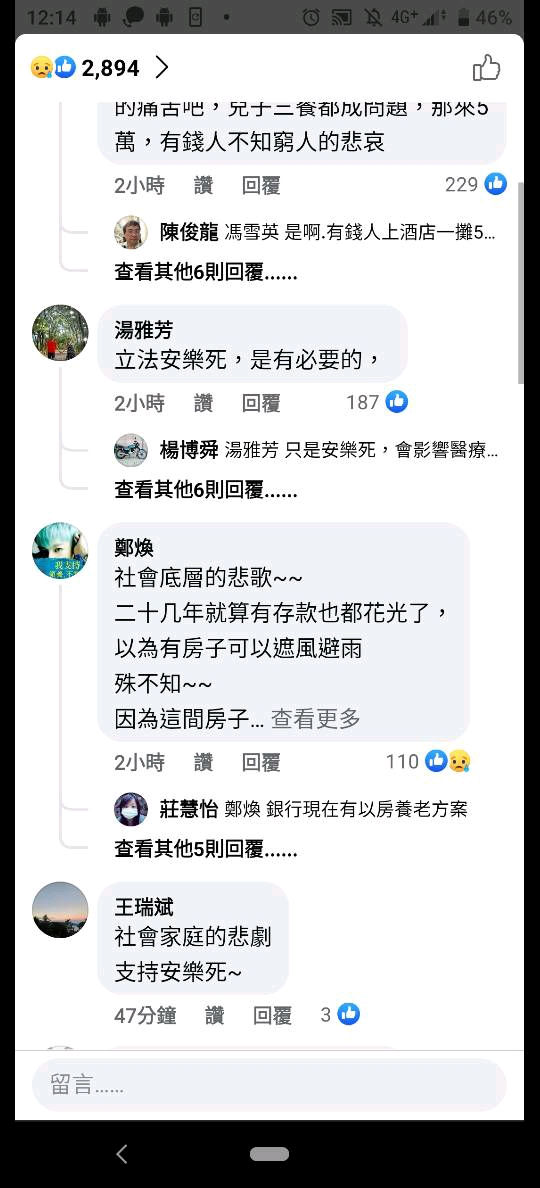 12:14
4G+
46%
2,894
的痛苦吧，兒子三餐都成問題，那來5
萬，有錢人不知窮人的悲哀
2小時 讚 回覆 229
陳俊龍 馮雪英 是啊.有錢人上酒店一攤5...
查看其他6則回覆......
湯雅芳
立法安樂死，是有必要的，
2小時 讚 回覆 187
楊博舜 湯雅芳 只是安樂死，會影響醫療...
查看其他6則回覆......
我支持
鄭煥
社會底層的悲歌~~
二十几年就算有存款也都花光了，
以為有房子可以遮風避雨
殊不知~~
因為這間房子... 查看更多
2小時 讚 回覆 110
莊慧怡 鄭煥 銀行現在有以房養老方案
查看其他5則回覆......
王瑞斌
社會家庭的悲劇
支持安樂死~
47分鐘 讚 回覆 3
留言......